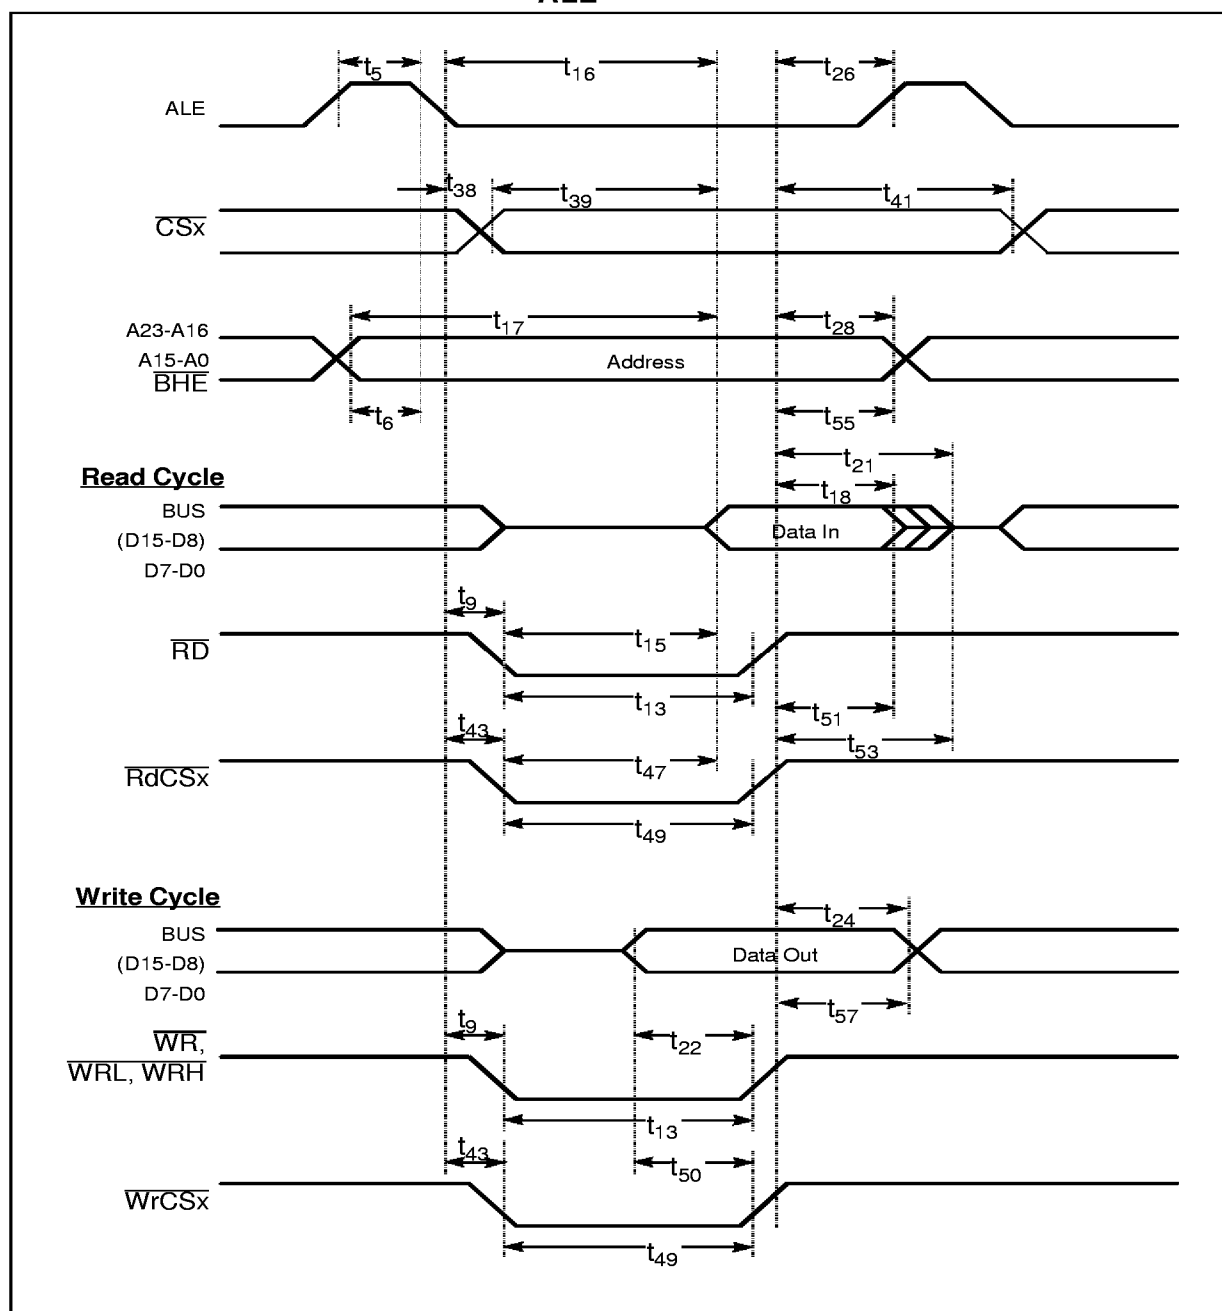 t5 t16 t26
ALE
t38 t39 t41
CSx
t17 t28
A23-A16
A15-A0 Address
BHE
t6 t55
t21
Read Cycle
t18
BUS
(D15-D8) Data In
D7-D0
t9
t15
RD
t13 t51
t43 t53
t47
RdCSx
t49
Write Cycle
t24
BUS
(D15-D8) Data Out
D7-D0
t57
t9 t22
WR,
WRL, WRH
t13
t43 t50
WrCSx
t49